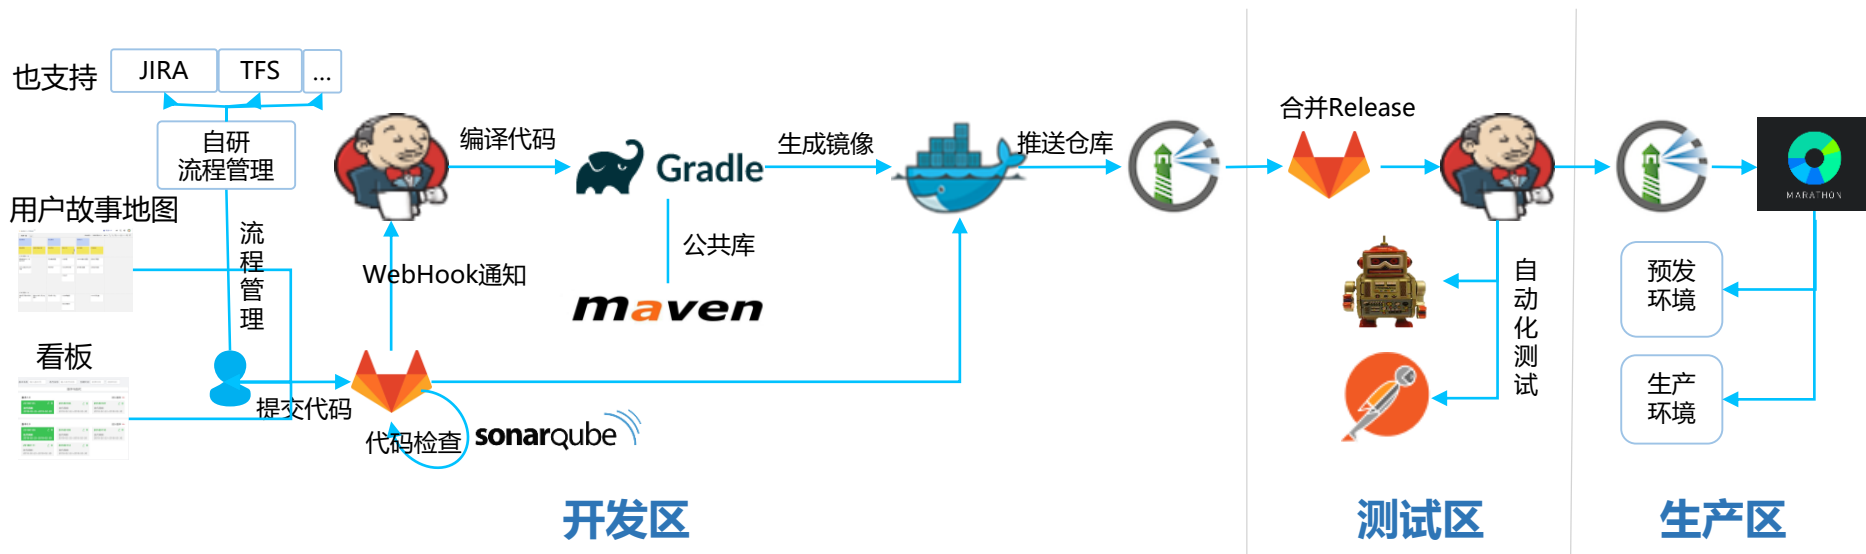 也支持
JIRA
TFS
...
自研
流程管理
用户故事地图
流程管理
看板
提交代码
WebHook通知
代码检查
sonarqube
编译代码
Gradle
公共库
maven
生成镜像
推送仓库
开发区
合并Release
自动化测试
测试区
MARATHON
预发
环境
生产
环境
生产区